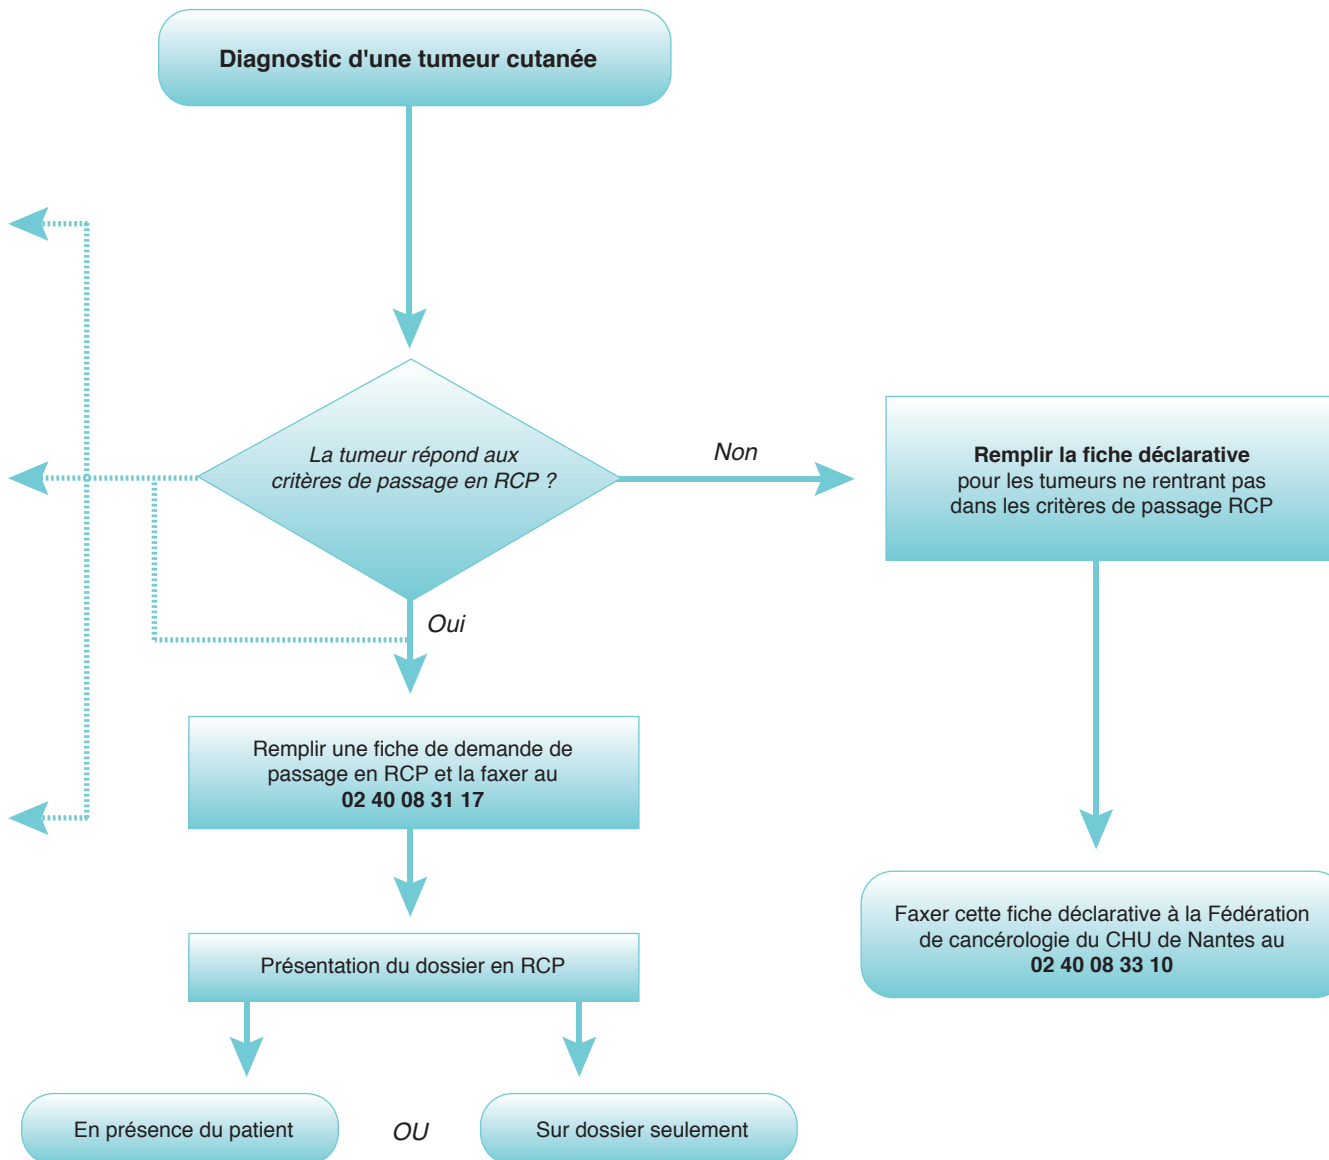 Diagnostic d'une tumeur cutanée
La tumeur répond aux
critères de passage en RCP ?
Non
Remplir la fiche déclarative
pour les tumeurs ne rentrant pas
dans les critères de passage RCP
Oui
Remplir une fiche de demande de
passage en RCP et la faxer au
02 40 08 31 17
Faxer cette fiche déclarative à la Fédération
de cancérologie du CHU de Nantes au
02 40 08 33 10
Présentation du dossier en RCP
En présence du patient
OU
Sur dossier seulement